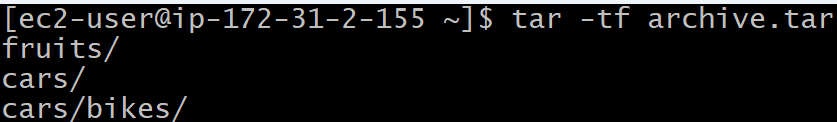 [ec2-user@ip-172-31-2-155 ~]$ tar -tf archive.tar
fruits/
cars/
cars/bikes/